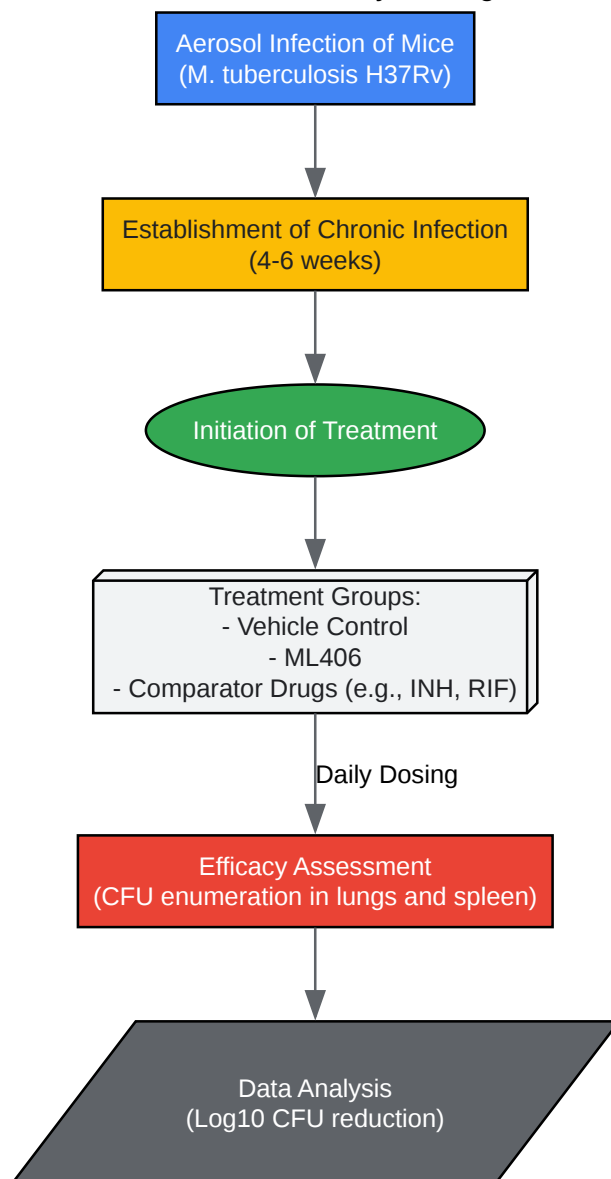 Aerosol Infection of Mice
(M. tuberculosis H37Rv)
Establishment of Chronic Infection
(4-6 weeks)
Initiation of Treatment
Treatment Groups:
- Vehicle Control
- ML406
- Comparator Drugs (e.g., INH, RIF)
Daily Dosing
Efficacy Assessment
(CFU enumeration in lungs and spleen)
Data Analysis
(Log10 CFU reduction)